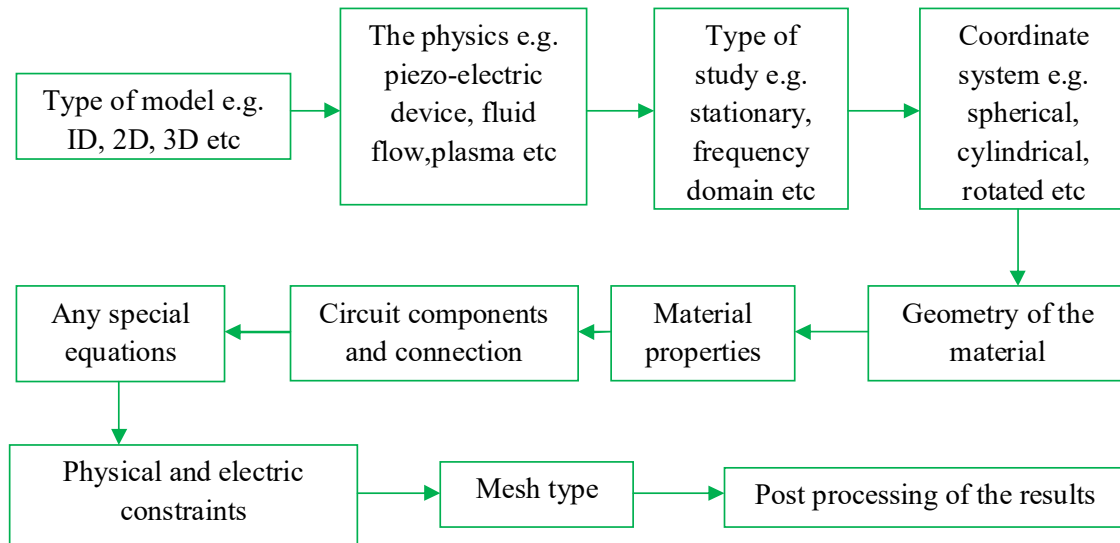 Type of model e.g.
ID, 2D, 3D etc
The physics e.g.
piezo-electric
device, fluid
flow,plasma etc
Type of
study e.g.
stationary,
frequency
domain etc
Coordinate
system e.g.
spherical,
cylindrical,
rotated etc
Geometry of the
material
Material
properties
Circuit components
and connection
Any special
equations
Physical and electric
constraints
Mesh type
Post processing of the results